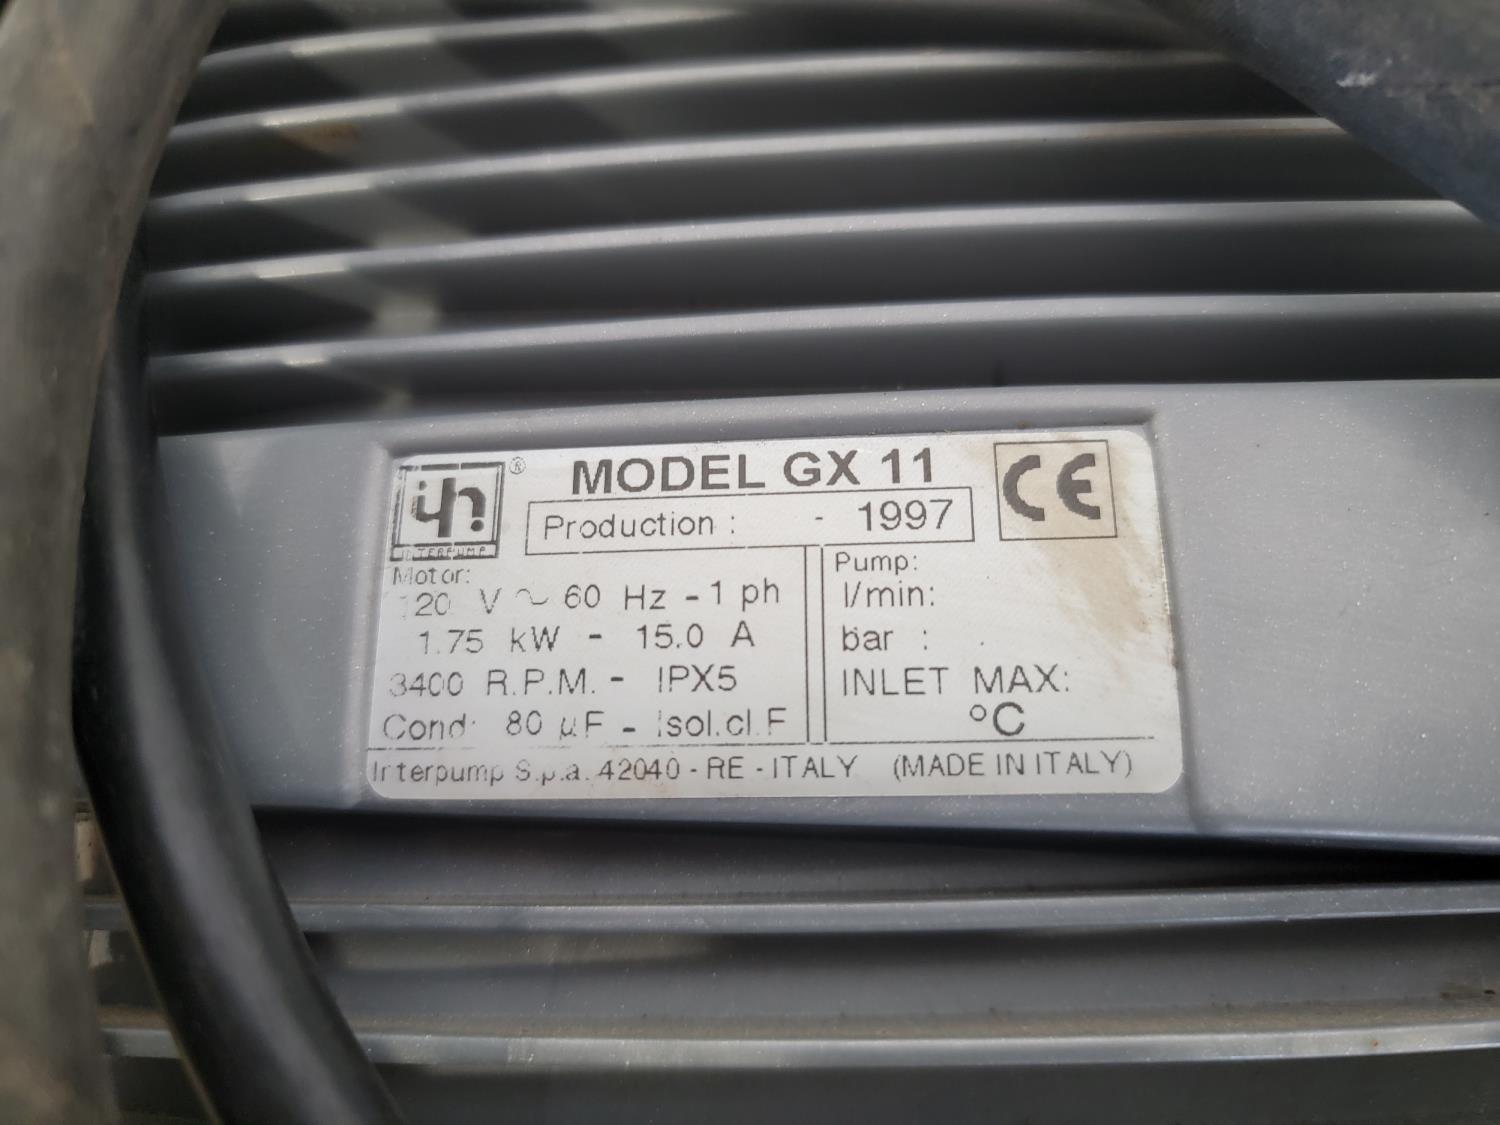 MODEL GX 11
INTERPUMP ®
CE
Production : - 1997
Motor:
120 V ~ 60 Hz - 1 ph
1.75 kW - 15.0 A
3400 R.P.M. - IPX5
Cond: 80 µF - Isol.cl.F
Pump:
l/min:
bar :
INLET MAX:
°C
Interpump S.p.a. 42040 - RE - ITALY (MADE IN ITALY)